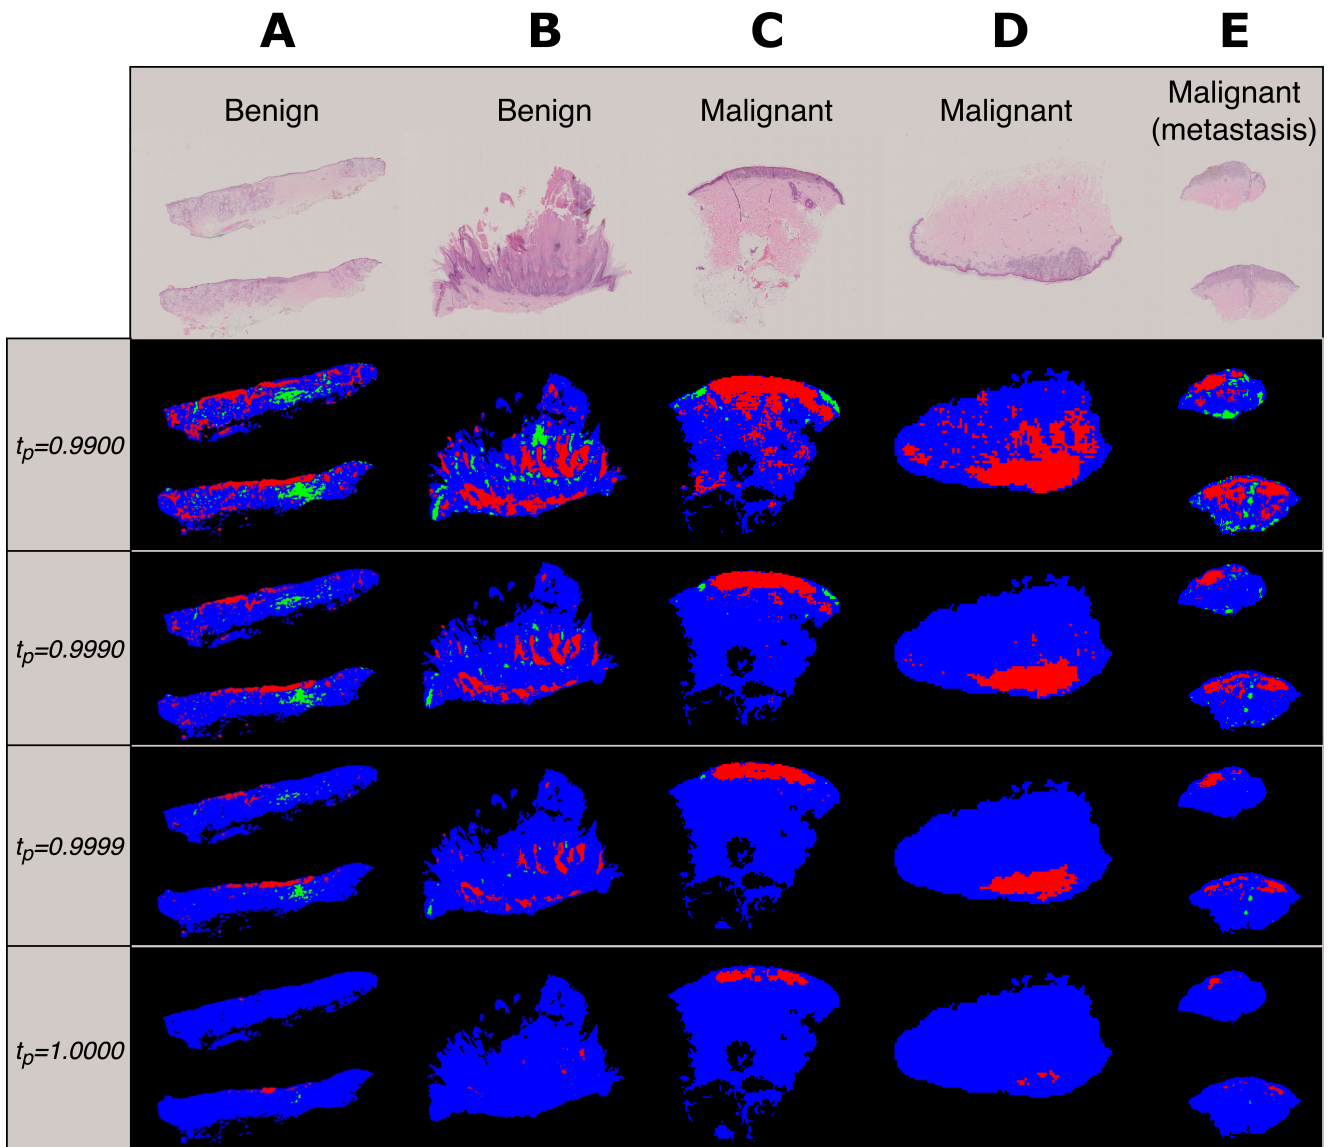 A B C D E
Benign Benign Malignant Malignant Malignant
(metastasis)
tp=0.9900
tp=0.9990
tp=0.9999
tp=1.0000